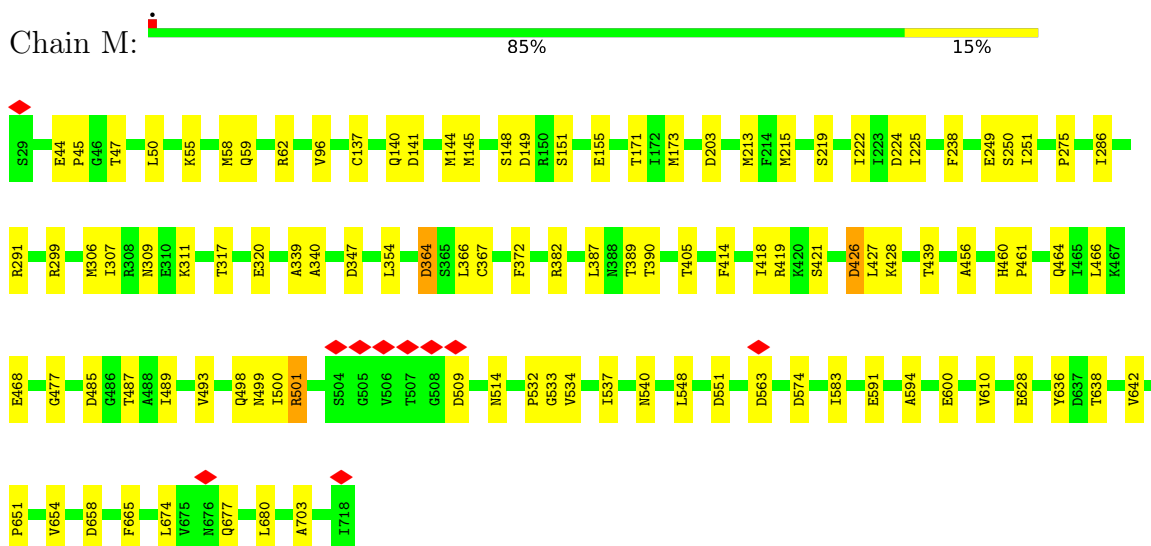 Chain M:
85%
15%
S29 E44 P45 G46 T47 L50 K55 M58 Q59 R62 V96 C137 Q140 D141 M144 M145 S148 D149 R150 S151 E155 T171 I172 M173 D203 M213 F214 M215 S219 I222 I223 D224 I225 F238 E249 S250 I251 P275 I286
R291 R299 M306 I307 R308 N309 E310 K311 T317 E320 A339 A340 D347 L354 D364 S365 L366 C367 F372 R382 L387 N388 T389 T390 T405 F414 I418 R419 K420 S421 D426 L427 K428 T439 A456 H460 P461 Q464 I465 L466 K467
E468 G477 D485 G486 T487 A488 I489 V493 Q498 N499 I500 R501 S504 G505 V506 T507 G508 D509 N514 P532 G533 V534 I537 N540 L548 D551 D563 D574 I583 E591 A594 E600 V610 E628 Y636 D637 T638 V642
P651 V654 D658 F665 L674 V675 N676 Q677 L680 A703 I718